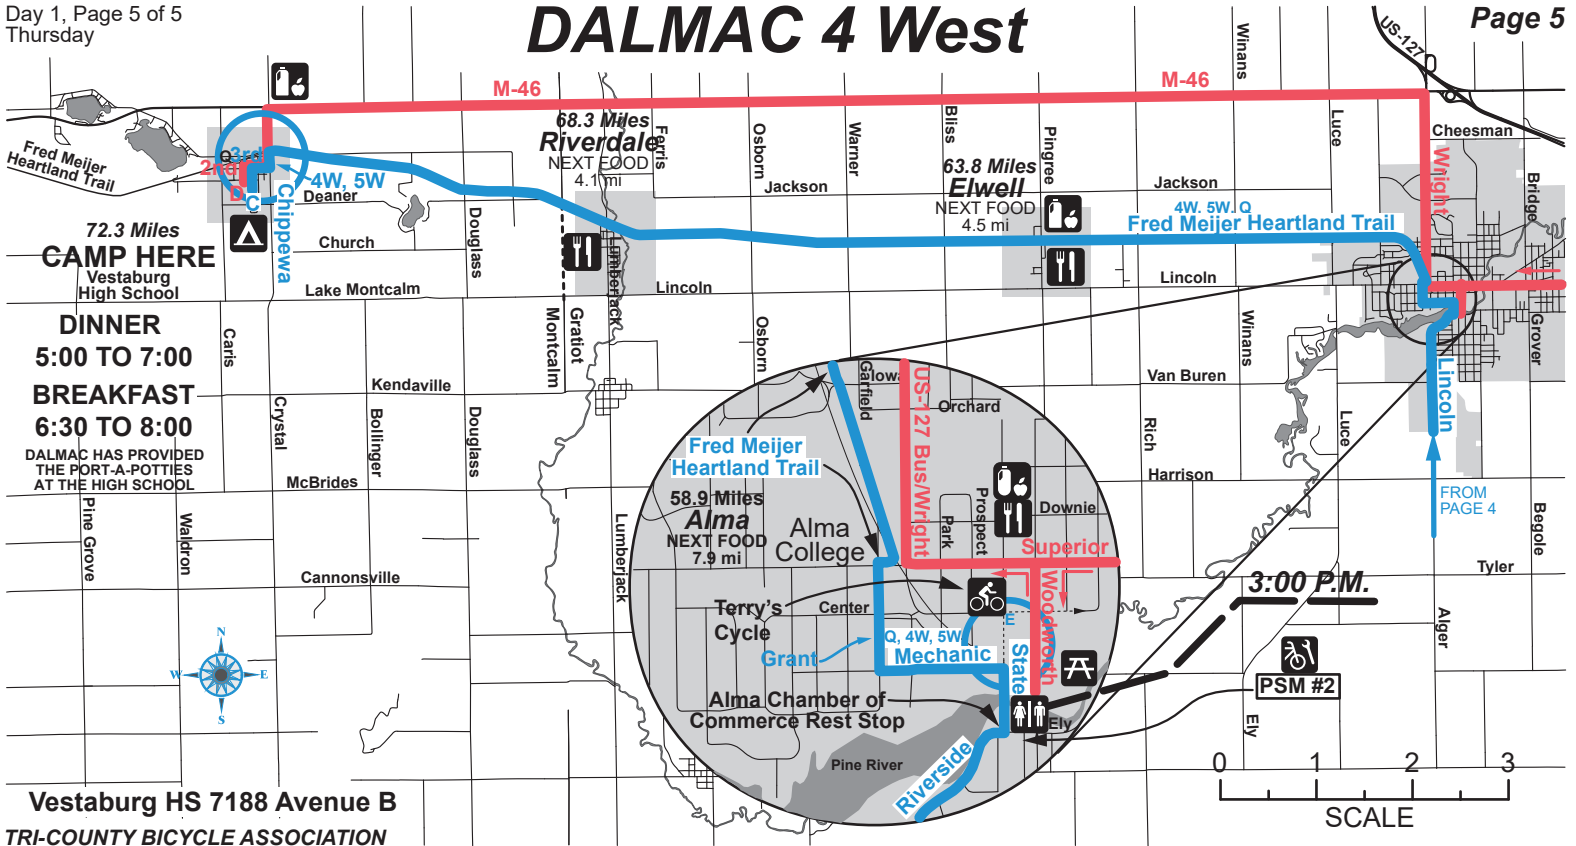 Day 1, Page 5 of 5
Thursday
DALMAC 4 West
Page 5
US-127
Winans
M-46
M-46
Fred Meijer
Heartland Trail
Q
3rd
2nd
D
C
4W, 5W
Chippewa
Deaner
Church
Lake Montcalm
Douglass
68.3 Miles
Riverdale
NEXT FOOD
4.1 mi
Ferris
Osborn
Warner
Bliss
Pingree
Luce
Cheesman
Wright
Bridge
Jackson
Jackson
63.8 Miles
Elwell
NEXT FOOD
4.5 mi
4W. 5W. Q
Fred Meijer Heartland Trail
Lumberjack
Lincoln
Lincoln
72.3 Miles
CAMP HERE
Vestaburg
High School
DINNER
5:00 TO 7:00
BREAKFAST
6:30 TO 8:00
DALMAC HAS PROVIDED
THE PORT-A-POTTIES
AT THE HIGH SCHOOL
Caris
Crystal
Bollinger
Douglass
Montcalm
Gratiot
Osborn
Winans
Grover
Kendaville
Van Buren
Lincoln
Rich
Luce
Harrison
McBrides
Pine Grove
Waldron
Cannonsville
Lumberjack
FROM
PAGE 4
Begole
Tyler
Alger
Garfield
Iowa
US-127 Bus/Wright
Orchard
Fred Meijer
Heartland Trail
58.9 Miles
Alma
NEXT FOOD
7.9 mi
Alma
College
Park
Prospect
Downie
Superior
Woodworth
Terry's
Cycle
Center
E
Q, 4W, 5W
Mechanic
Grant
State
Alma Chamber of
Commerce Rest Stop
Ely
Pine River
Riverside
3:00 P.M.
PSM #2
Ely
N
W
E
S
0 1 2 3
SCALE
Vestaburg HS 7188 Avenue B
TRI-COUNTY BICYCLE ASSOCIATION